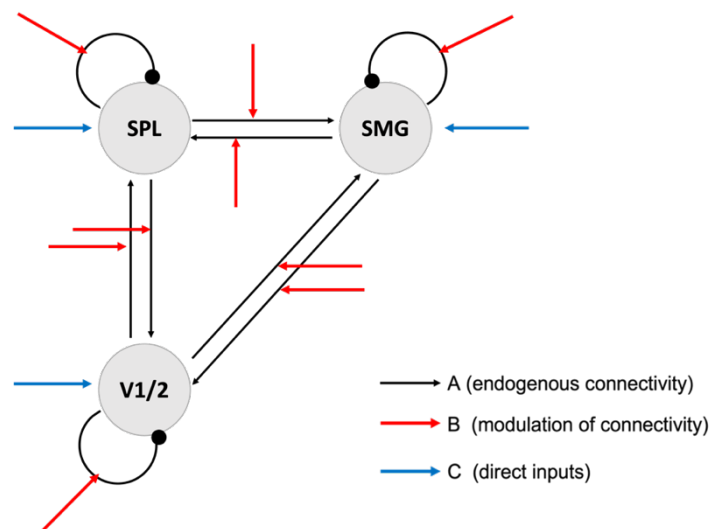 SPL
SMG
V1/2
A (endogenous connectivity)
B (modulation of connectivity)
C (direct inputs)